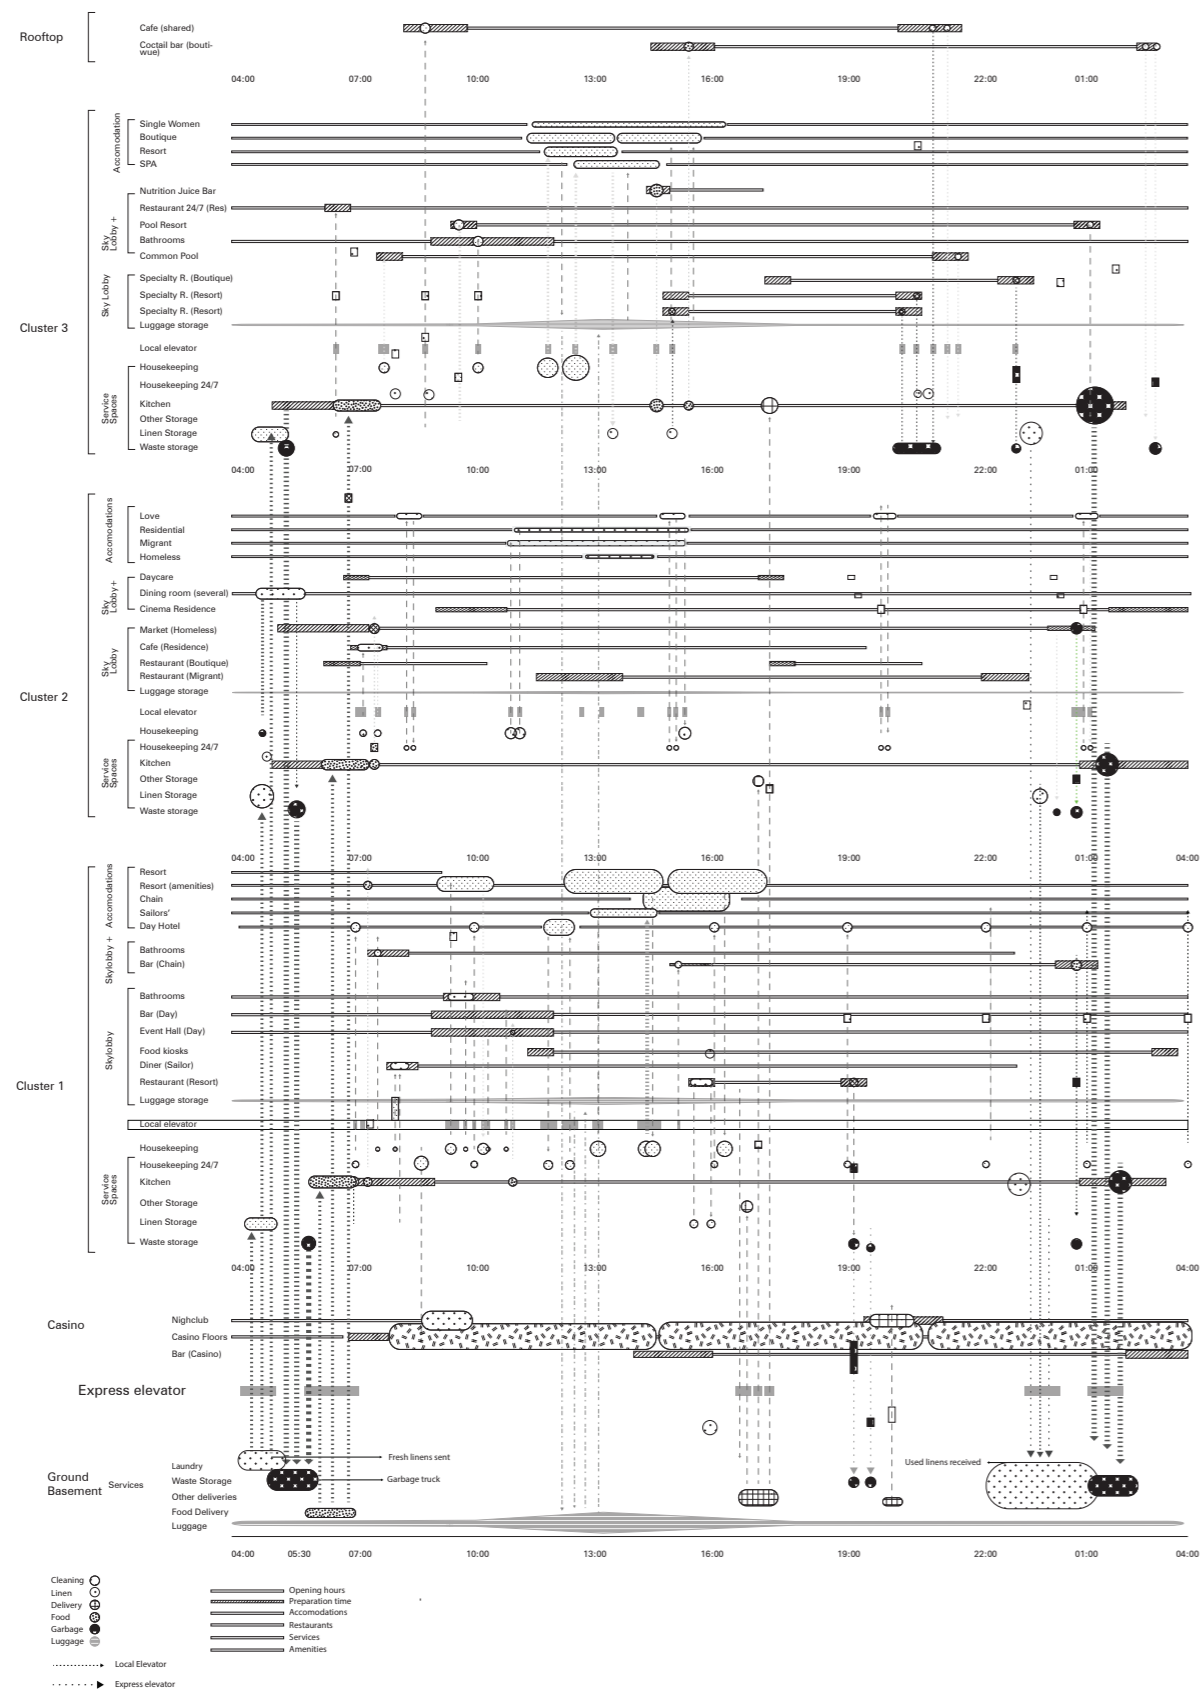 Rooftop
Cafe (shared)
Coctail bar (bouti-
wue)
04:00 07:00 10:00 13:00 16:00 19:00 22:00 01:00
Cluster 3
Accomodation
Single Women
Boutique
Resort
SPA
Sky
Lobby +
Nutrition Juice Bar
Restaurant 24/7 (Res)
Pool Resort
Bathrooms
Common Pool
Sky Lobby
Specialty R. (Boutique)
Specialty R. (Resort)
Specialty R. (Resort)
Luggage storage
Local elevator
Service
Spaces
Housekeeping
Housekeeping 24/7
Kitchen
Other Storage
Linen Storage
Waste storage
04:00 07:00 10:00 13:00 16:00 19:00 22:00 01:00
Cluster 2
Accomodations
Love
Residential
Migrant
Homeless
Sky
Lobby+
Daycare
Dining room (several)
Cinema Residence
Sky
Lobby
Market (Homeless)
Cafe (Residence)
Restaurant (Boutique)
Restaurant (Migrant)
Luggage storage
Local elevator
Service
Spaces
Housekeeping
Housekeeping 24/7
Kitchen
Other Storage
Linen Storage
Waste storage
04:00 07:00 10:00 13:00 16:00 19:00 22:00 01:00 04:00
Cluster 1
Accomodations
Resort
Resort (amenities)
Chain
Sailors'
Day Hotel
Skylobby +
Bathrooms
Bar (Chain)
Skylobby
Bathrooms
Bar (Day)
Event Hall (Day)
Food kiosks
Diner (Sailor)
Restaurant (Resort)
Luggage storage
Local elevator
Service
Spaces
Housekeeping
Housekeeping 24/7
Kitchen
Other Storage
Linen Storage
Waste storage
04:00 07:00 10:00 13:00 16:00 19:00 22:00 01:00 04:00
Casino
Nighclub
Casino Floors
Bar (Casino)
Express elevator
Ground
Basement
Services
Laundry
Waste Storage
Other deliveries
Food Delivery
Luggage
Fresh linens sent
Garbage truck
Used linens received
04:00 05:30 07:00 10:00 13:00 16:00 19:00 22:00 01:00 04:00
Cleaning
Linen
Delivery
Food
Garbage
Luggage
Opening hours
Preparation time
Accomodations
Restaurants
Services
Amenities
Local Elevator
Express elevator